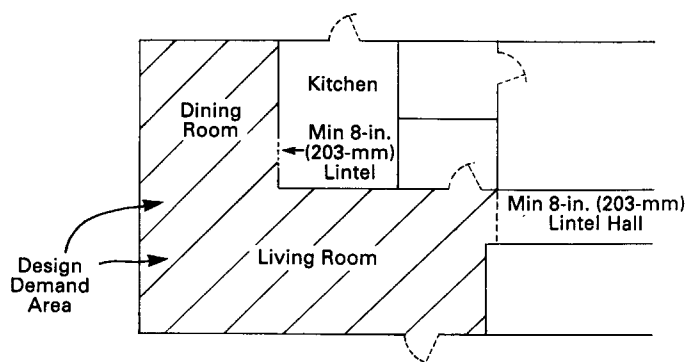 Kitchen
Dining
Room
Min 8-in.
(203-mm)
Lintel
Min 8-in. (203-mm)
Lintel Hall
Living Room
Design
Demand
Area